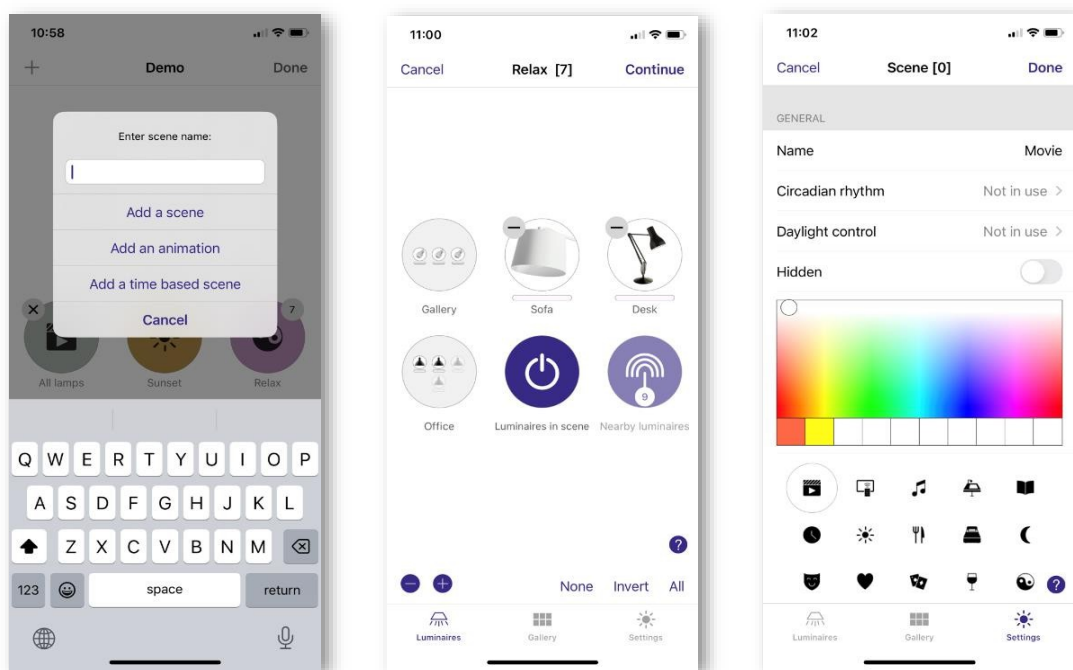 10:58
Demo
Done
Enter scene name:
Add a scene
Add an animation
Add a time based scene
Cancel
7
All lamps
Sunset
Relax
Q W E R T Y U I O P
A S D F G H J K L
Z X C V B N M
123
space
return
11:00
Cancel
Relax [7]
Continue
Gallery
Sofa
Desk
9
Office
Luminaires in scene
Nearby luminaires
?
None
Invert
All
Luminaires
Gallery
Settings
11:02
Cancel
Scene [0]
Done
GENERAL
Name
Movie
Circadian rhythm
Not in use >
Daylight control
Not in use >
Hidden
?
Luminaires
Gallery
Settings